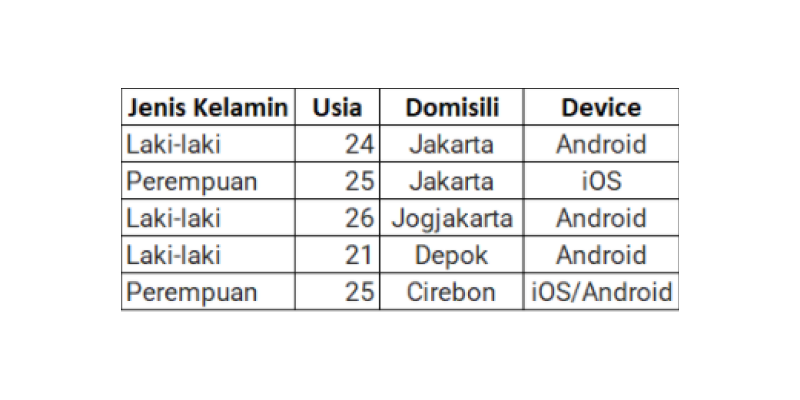 Jenis Kelamin Usia Domisili Device
Laki-laki 24 Jakarta Android
Perempuan 25 Jakarta iOS
Laki-laki 26 Jogjakarta Android
Laki-laki 21 Depok Android
Perempuan 25 Cirebon iOS/Android